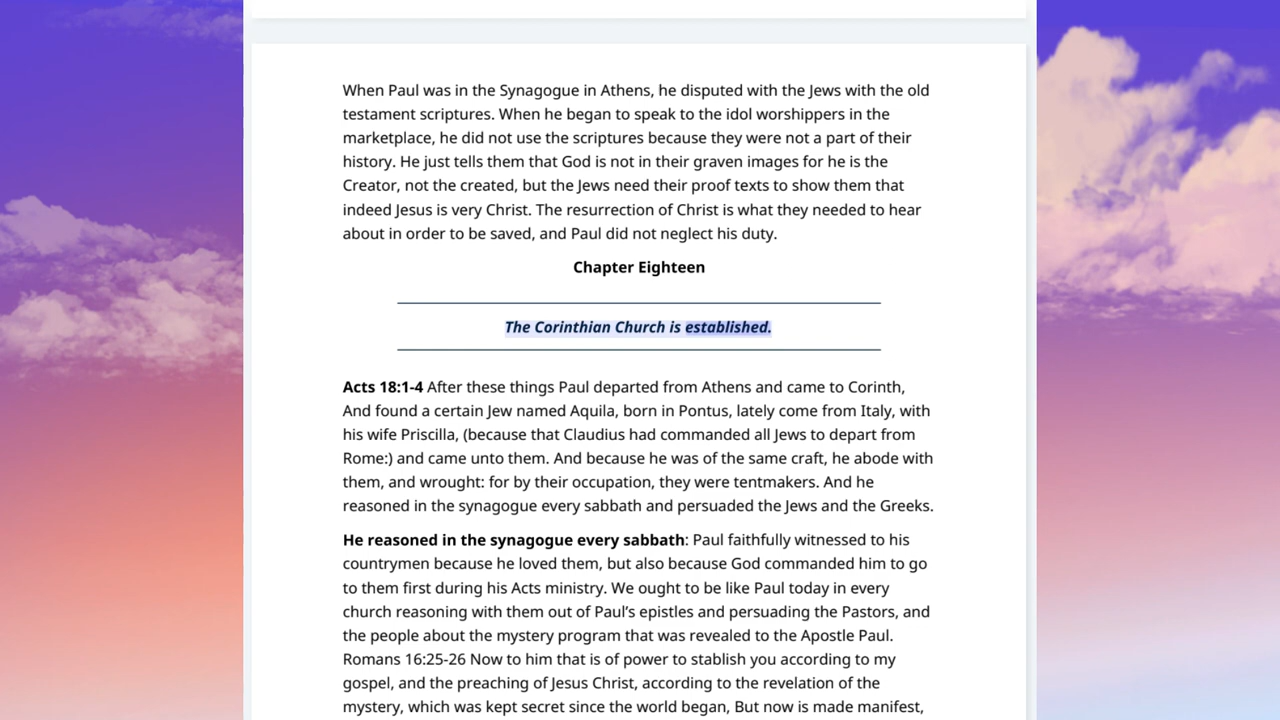 When Paul was in the Synagogue in Athens, he disputed with the Jews with the old
testament scriptures. When he began to speak to the idol worshippers in the
marketplace, he did not use the scriptures because they were not a part of their
history. He just tells them that God is not in their graven images for he is the
Creator, not the created, but the Jews need their proof texts to show them that
indeed Jesus is very Christ. The resurrection of Christ is what they needed to hear
about in order to be saved, and Paul did not neglect his duty.
Chapter Eighteen
The Corinthian Church is established.
Acts 18:1-4 After these things Paul departed from Athens and came to Corinth,
And found a certain Jew named Aquila, born in Pontus, lately come from Italy, with
his wife Priscilla, (because that Claudius had commanded all Jews to depart from
Rome:) and came unto them. And because he was of the same craft, he abode with
them, and wrought: for by their occupation, they were tentmakers. And he
reasoned in the synagogue every sabbath and persuaded the Jews and the Greeks.
He reasoned in the synagogue every sabbath: Paul faithfully witnessed to his
countrymen because he loved them, but also because God commanded him to go
to them first during his Acts ministry. We ought to be like Paul today in every
church reasoning with them out of Paul’s epistles and persuading the Pastors, and
the people about the mystery program that was revealed to the Apostle Paul.
Romans 16:25-26 Now to him that is of power to stablish you according to my
gospel, and the preaching of Jesus Christ, according to the revelation of the
mystery, which was kept secret since the world began, But now is made manifest,